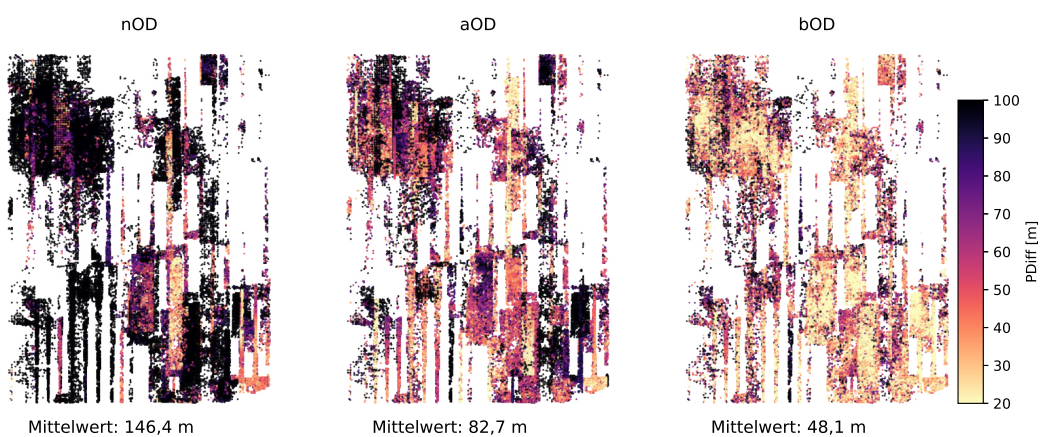 nOD
aOD
bOD
100
90
80
70
60
50
40
30
20
PDiff [m]
Mittelwert: 146,4 m
Mittelwert: 82,7 m
Mittelwert: 48,1 m